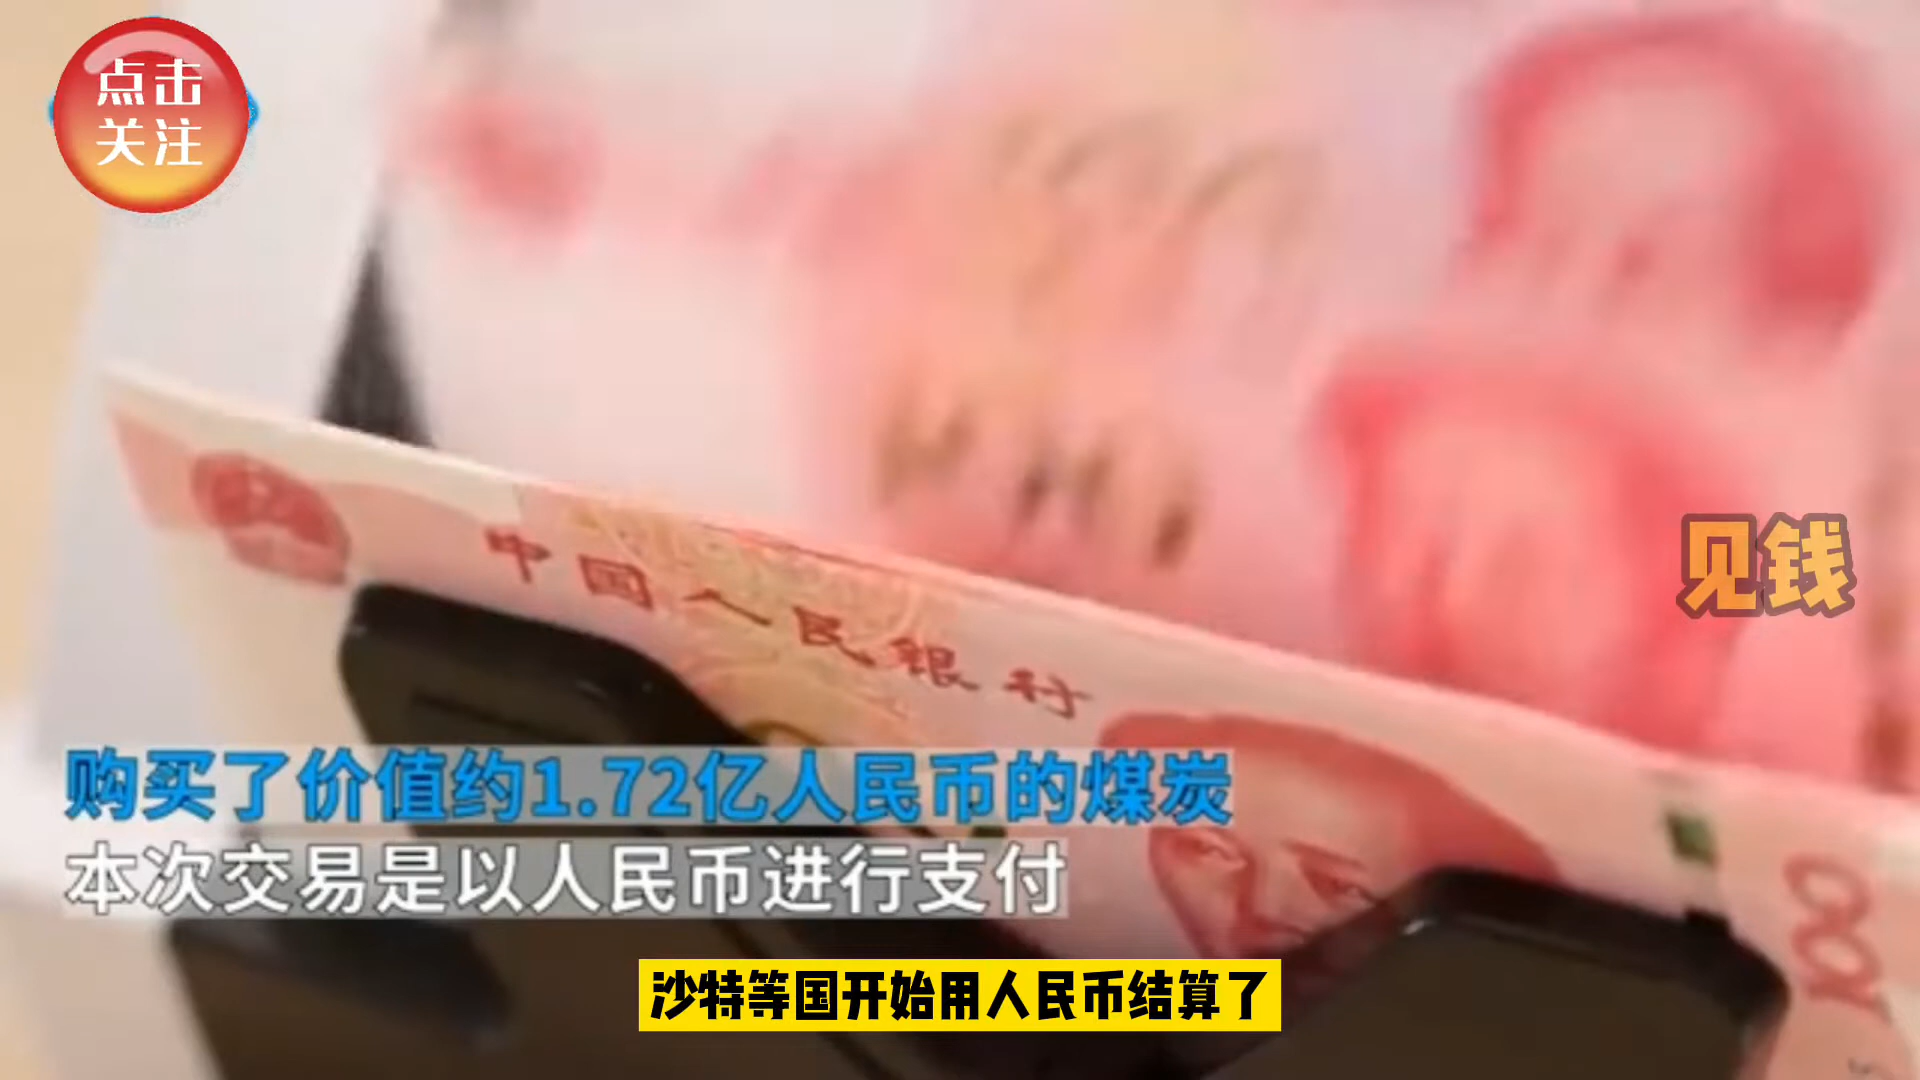 点击
关注
中国人民银行
见钱
购买了价值约1.72亿人民币的煤炭
本次交易是以人民币进行支付
100
沙特等国开始用人民币结算了